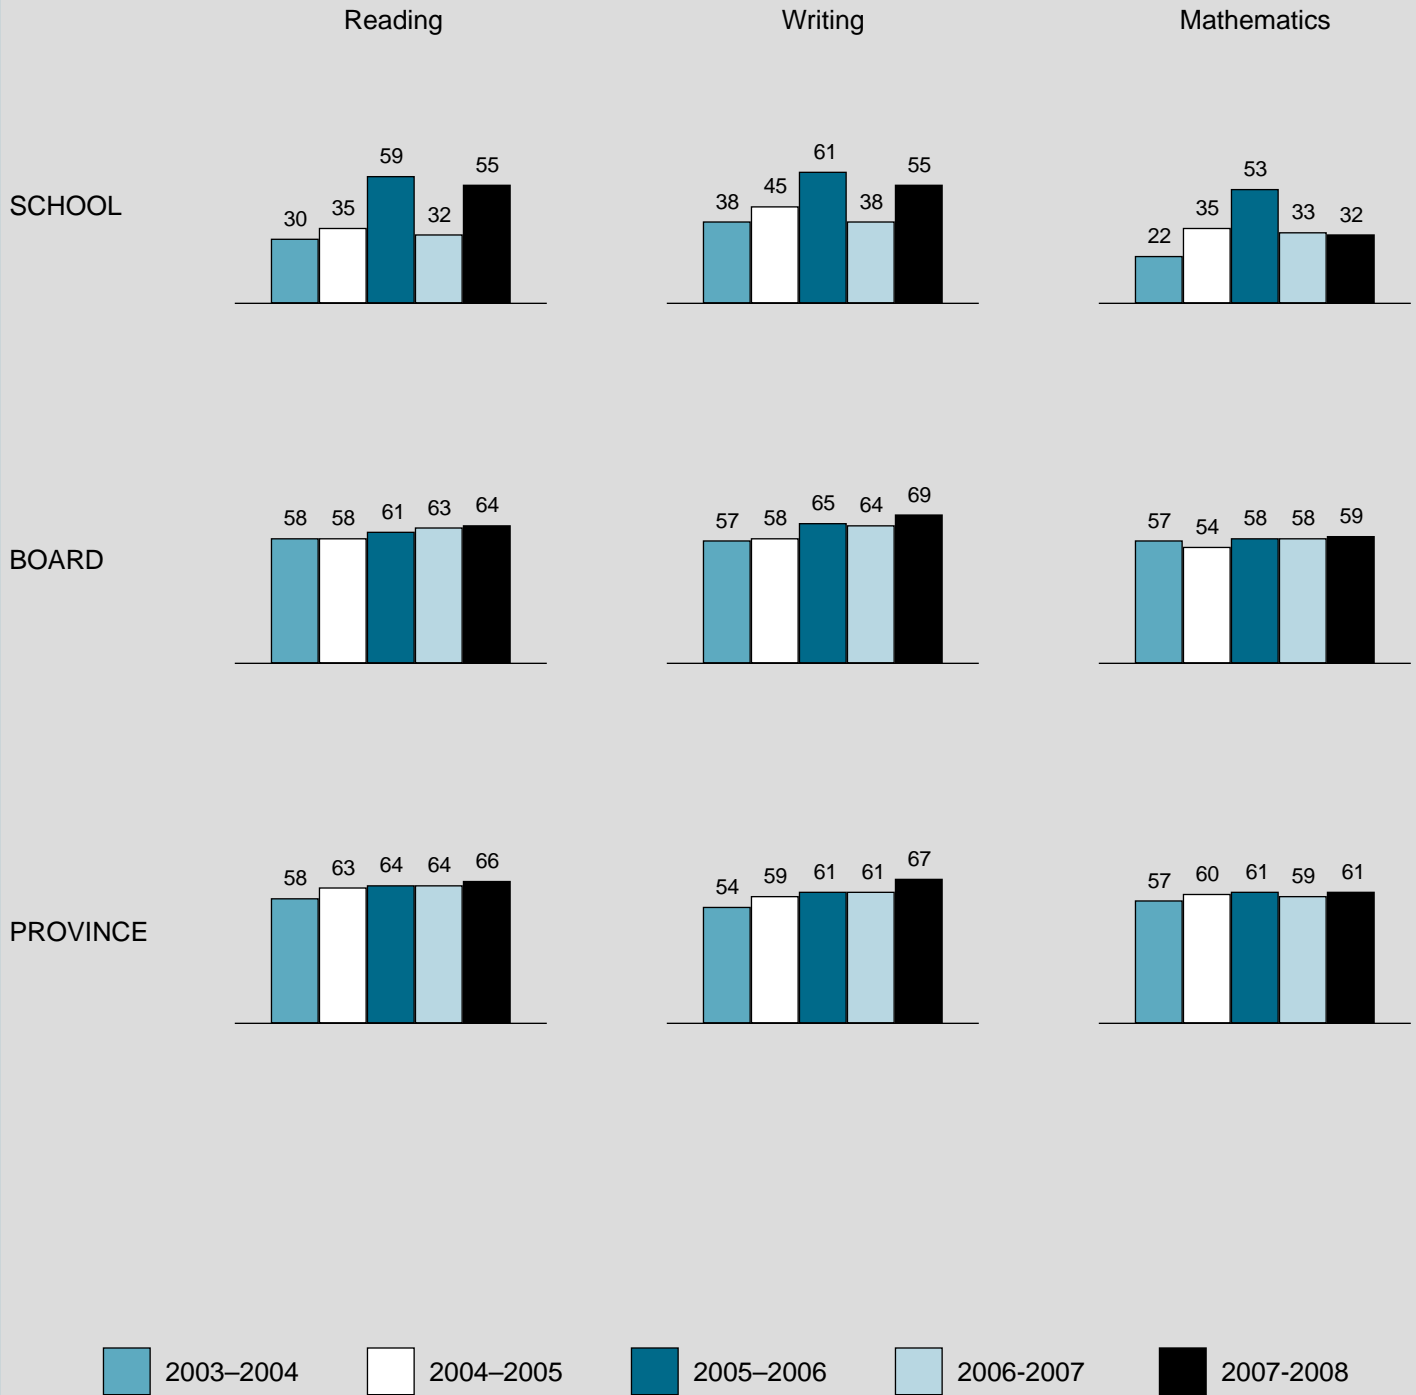 Reading Writing Mathematics
SCHOOL
30 35 59 32 55
38 45 61 38 55
22 35 53 33 32
BOARD
58 58 61 63 64
57 58 65 64 69
57 54 58 58 59
PROVINCE
58 63 64 64 66
54 59 61 61 67
57 60 61 59 61
2003–2004 2004–2005 2005–2006 2006-2007 2007-2008